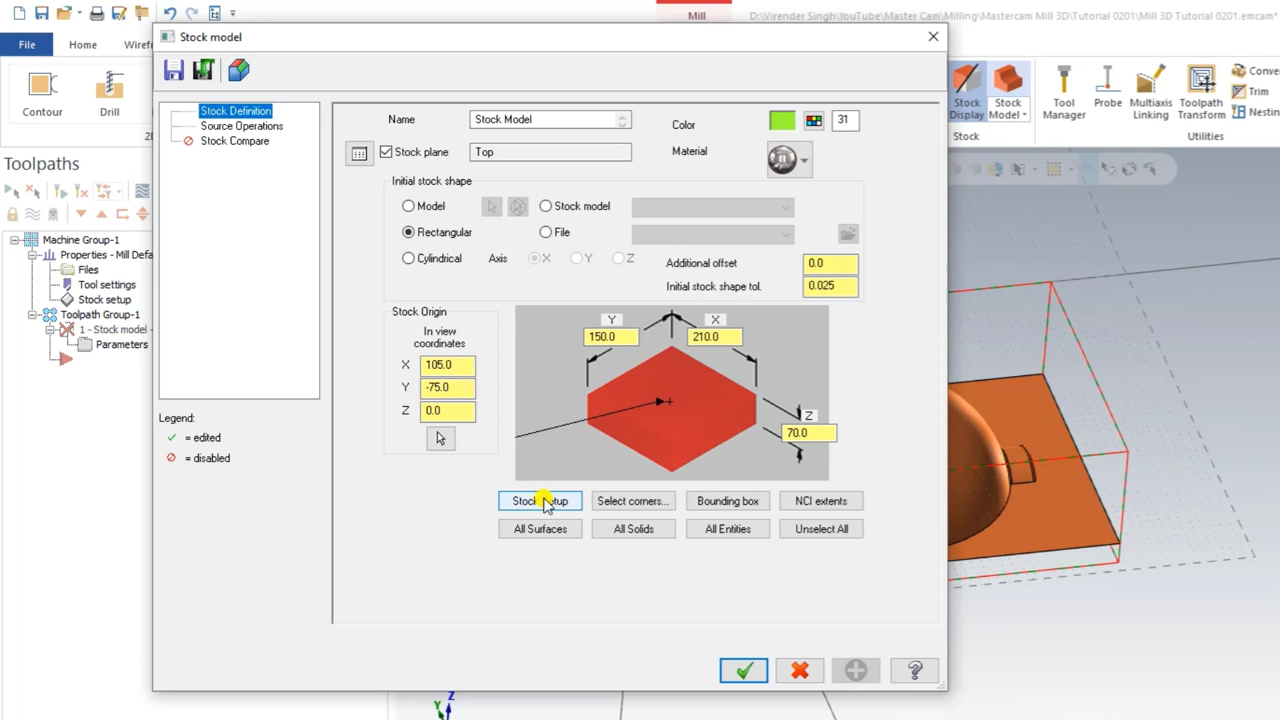 Mill
D:\Virender Singh\YouTube\Master Cam\Milling\Mastercam Mill 3D\Tutorial 0201\Mill 3D Tutorial 0201.emcam*
File
Home
Wirefr
Stock model
Contour
Drill
2D
Stock Display
Stock Model
Tool Manager
Probe
Multiaxis Linking
Toolpath Transform
Conver
Trim
Nestin
Stock
Utilities
Toolpaths
Machine Group-1
Properties - Mill Defa
Files
Tool settings
Stock setup
Toolpath Group-1
1 - Stock model
Parameters
Stock Definition
Source Operations
Stock Compare
Legend:
= edited
= disabled
Name
Stock Model
Color
31
Stock plane
Top
Material
Initial stock shape
Model
Stock model
Rectangular
File
Cylindrical
Axis
X
Y
Z
Additional offset
0.0
Initial stock shape tol.
0.025
Stock Origin
In view
coordinates
X
105.0
Y
-75.0
Z
0.0
Y
X
150.0
210.0
Z
70.0
Stock setup
Select corners...
Bounding box
NCI extents
All Surfaces
All Solids
All Entities
Unselect All
Y
Z